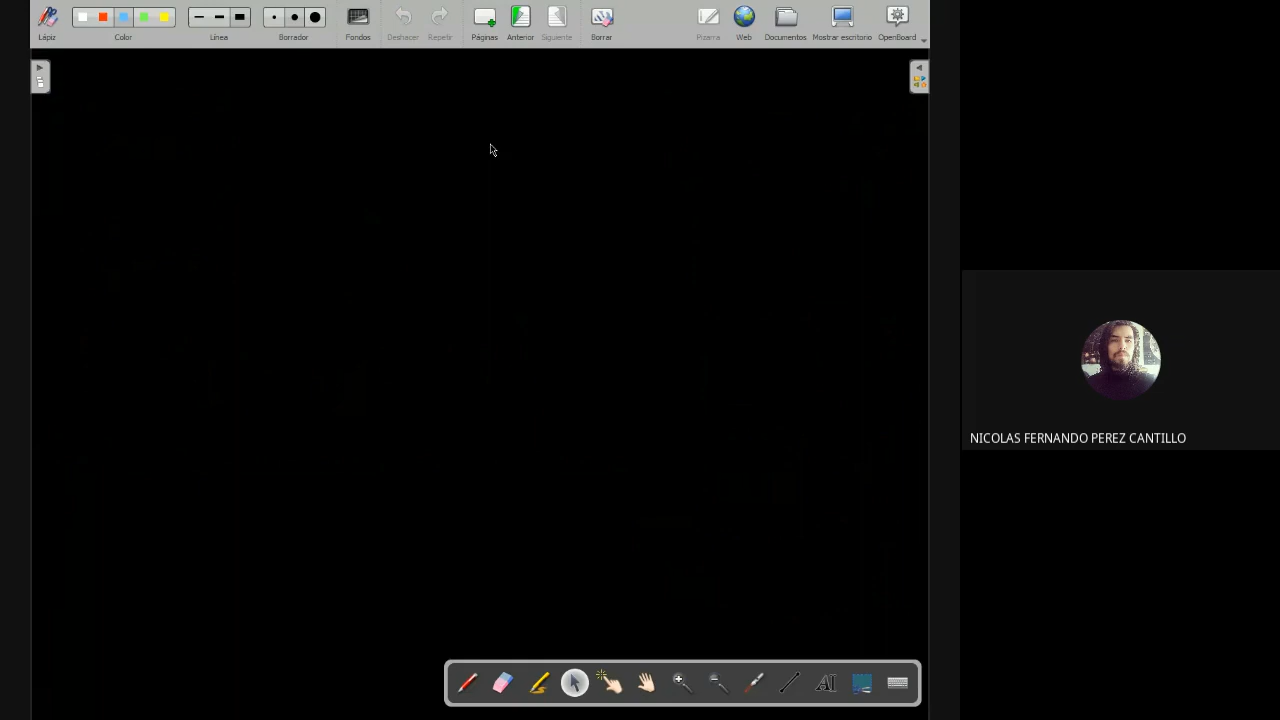 Lápiz
Color
Línea
Borrador
Fondos
Deshacer
Repetir
Páginas
Anterior
Siguiente
Borrar
Pizarra
Web
Documentos
Mostrar escritorio
OpenBoard
NICOLAS FERNANDO PEREZ CANTILLO
AI